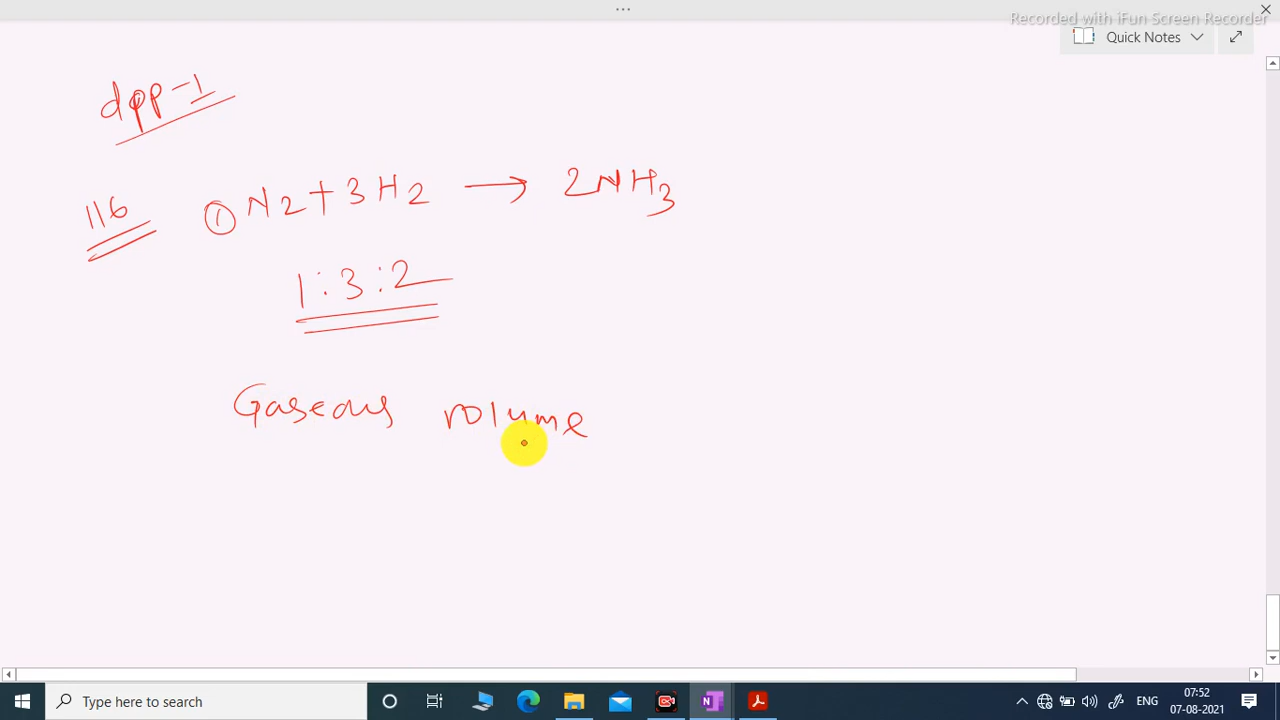 Recorded with iFun Screen Recorder
Quick Notes
dpp-1
116 ① N2 + 3H2 → 2NH3
1:3:2
Gaseous volume
Type here to search
ENG
07:52
07-08-2021